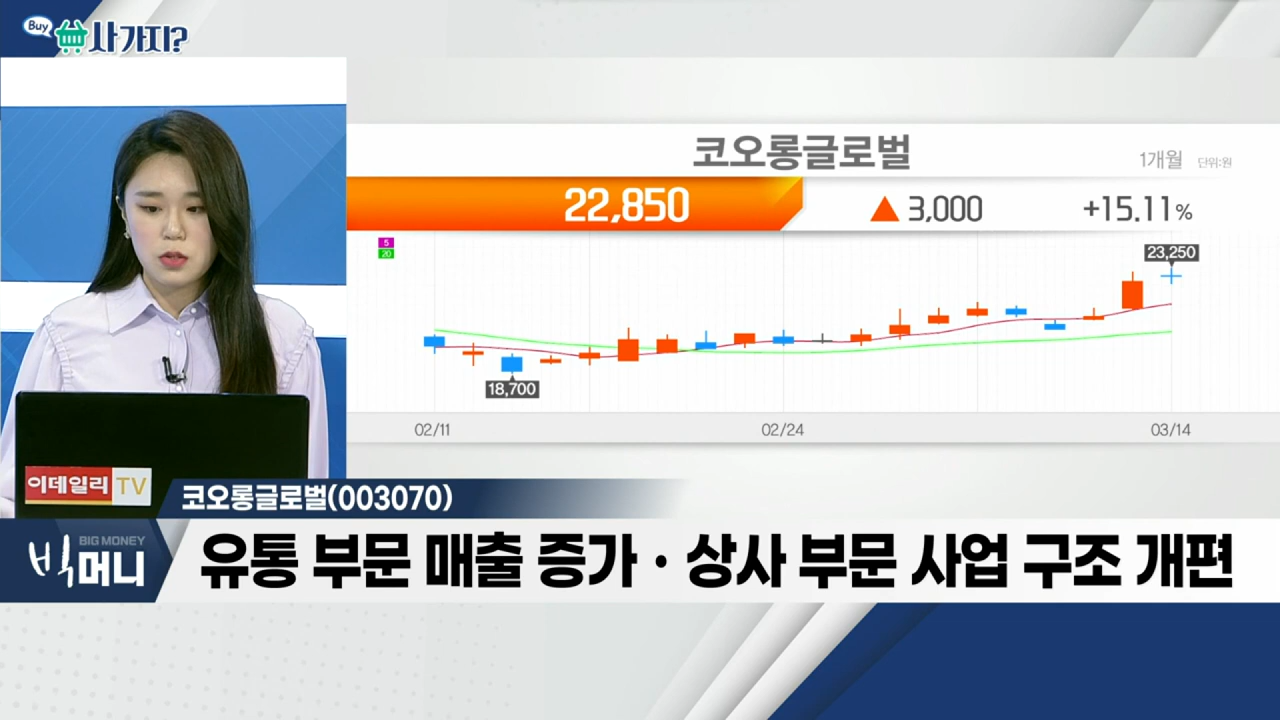 Buy 사가지?
코오롱글로벌
1개월 단위:원
22,850 ▲ 3,000 +15.11%
5
20
23,250
18,700
02/11 02/24 03/14
이데일리 TV
코오롱글로벌(003070)
BIG MONEY
빅머니
유통 부문 매출 증가·상사 부문 사업 구조 개편